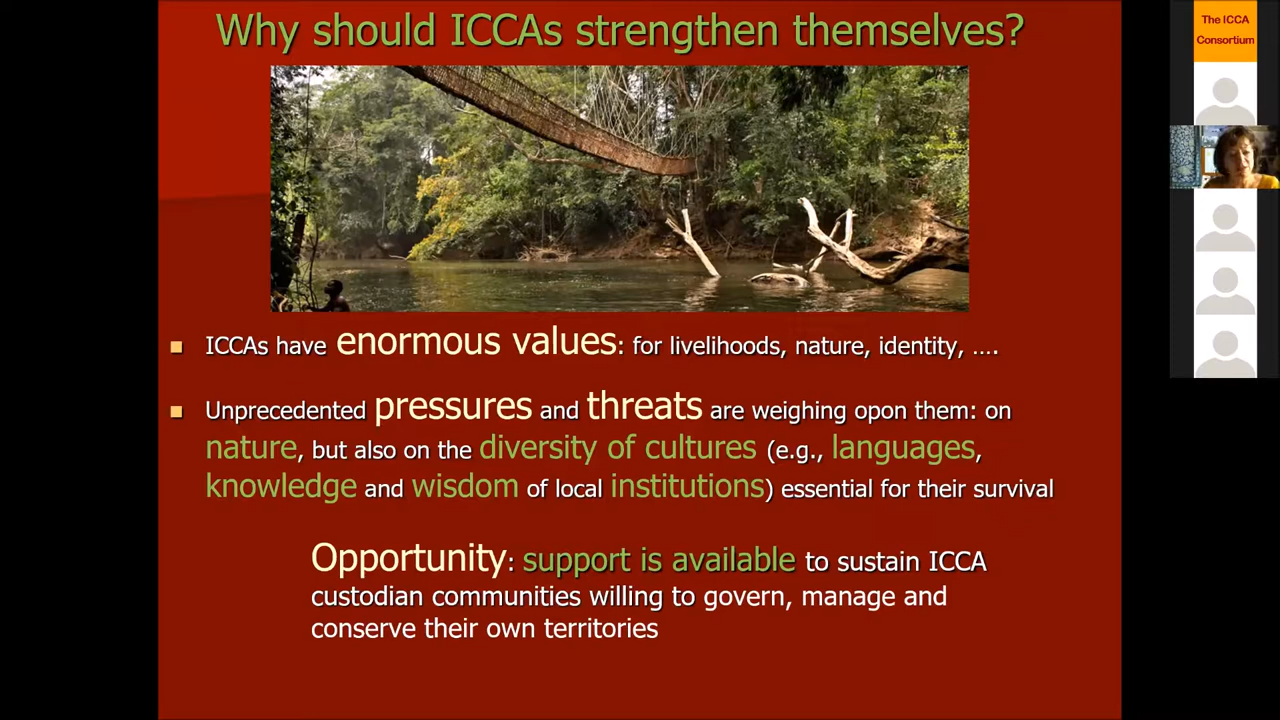 Why should ICCAs strengthen themselves?
The ICCA
Consortium
ICCAs have enormous values: for livelihoods, nature, identity, ….
Unprecedented pressures and threats are weighing opon them: on
nature, but also on the diversity of cultures (e.g., languages,
knowledge and wisdom of local institutions) essential for their survival
Opportunity: support is available to sustain ICCA
custodian communities willing to govern, manage and
conserve their own territories